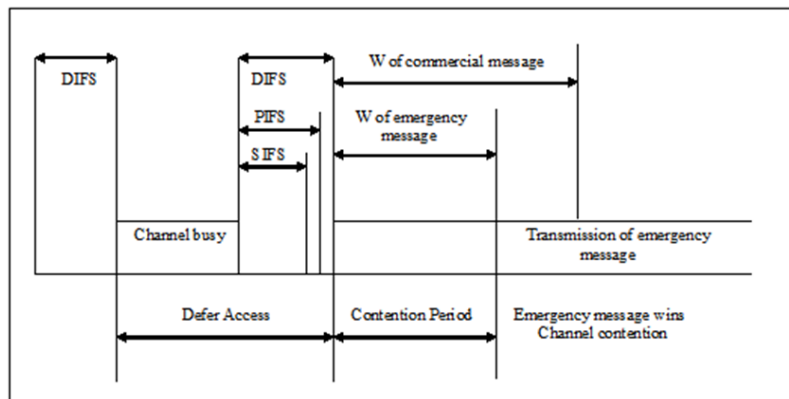 W of commercial message
DIFS
DIFS
PIFS
W of emergency
message
SIFS
Channel busy
Transmission of emergency
message
Defer Access
Contention Period
Emergency message wins
Channel contention